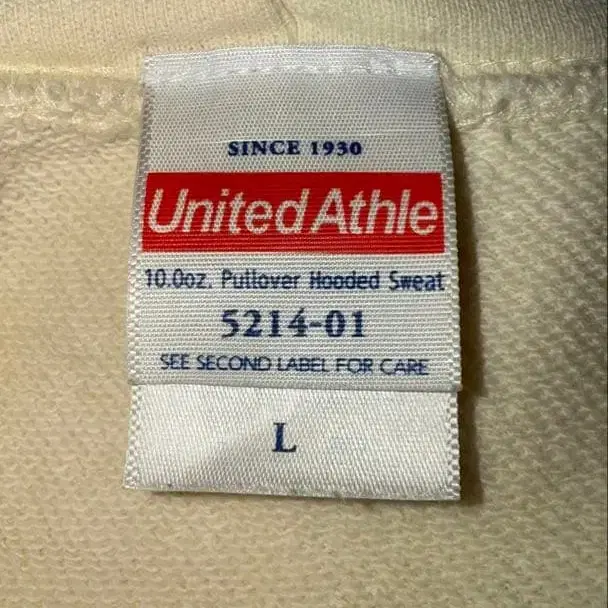 SINCE 1930
United Athle
10.0oz. Pullover Hooded Sweat
5214-01
SEE SECOND LABEL FOR CARE
L